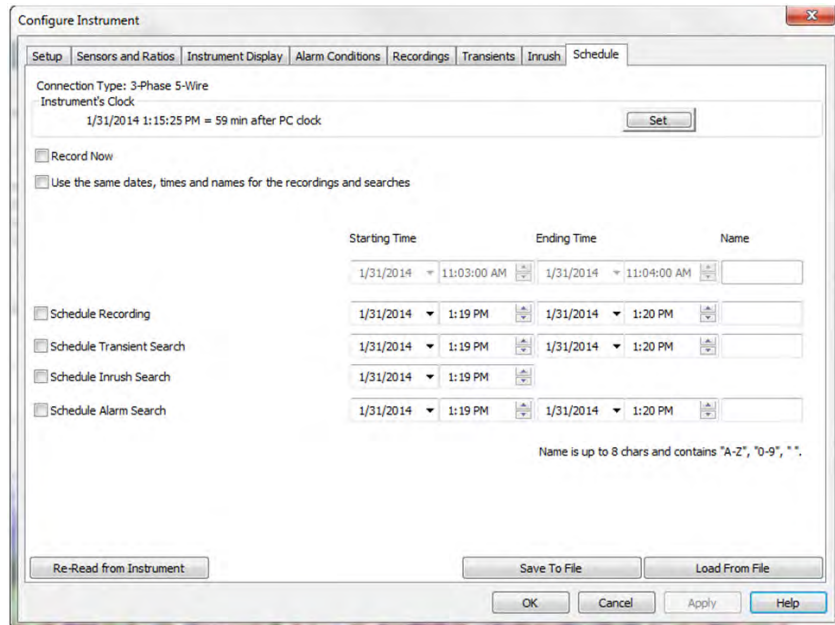 Configure Instrument
Setup Sensors and Ratios Instrument Display Alarm Conditions Recordings Transients Inrush Schedule
Connection Type: 3-Phase 5-Wire
Instrument's Clock
1/31/2014 1:15:25 PM = 59 min after PC clock Set
Record Now
Use the same dates, times and names for the recordings and searches
Starting Time Ending Time Name
1/31/2014 11:03:00 AM 1/31/2014 11:04:00 AM
Schedule Recording 1/31/2014 1:19 PM 1/31/2014 1:20 PM
Schedule Transient Search 1/31/2014 1:19 PM 1/31/2014 1:20 PM
Schedule Inrush Search 1/31/2014 1:19 PM
Schedule Alarm Search 1/31/2014 1:19 PM 1/31/2014 1:20 PM
Name is up to 8 chars and contains "A-Z", "0-9", " ".
Re-Read from Instrument Save To File Load From File
OK Cancel Apply Help